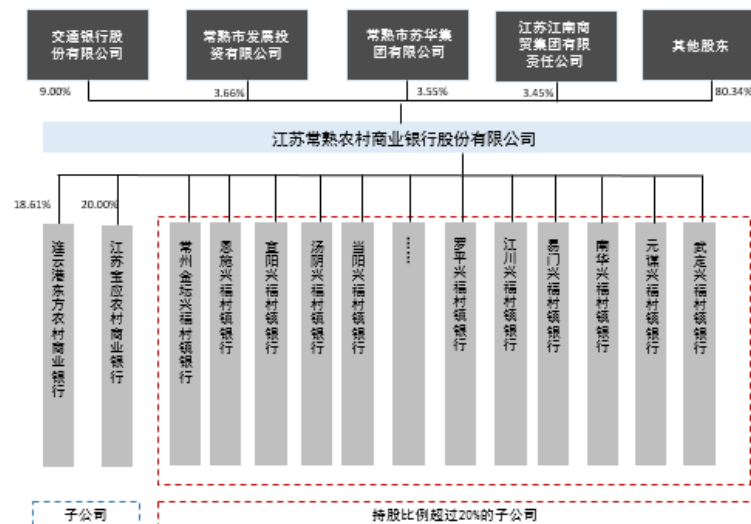 交通银行股
份有限公司
常熟市发展投
资有限公司
常熟市苏华集
团有限公司
江苏江南商
贸集团有限
责任公司
其他股东
9.00%
3.66%
3.55%
3.45%
80.34%
江苏常熟农村商业银行股份有限公司
18.61%
20.00%
连云港东方农村商业银行
江苏宝应农村商业银行
常州金坛兴福村镇银行
恩施兴福村镇银行
宜阳兴福村镇银行
汤阴兴福村镇银行
当阳兴福村镇银行
……
罗平兴福村镇银行
江川兴福村镇银行
易门兴福村镇银行
南华兴福村镇银行
元谋兴福村镇银行
武定兴福村镇银行
子公司
持股比例超过20%的子公司